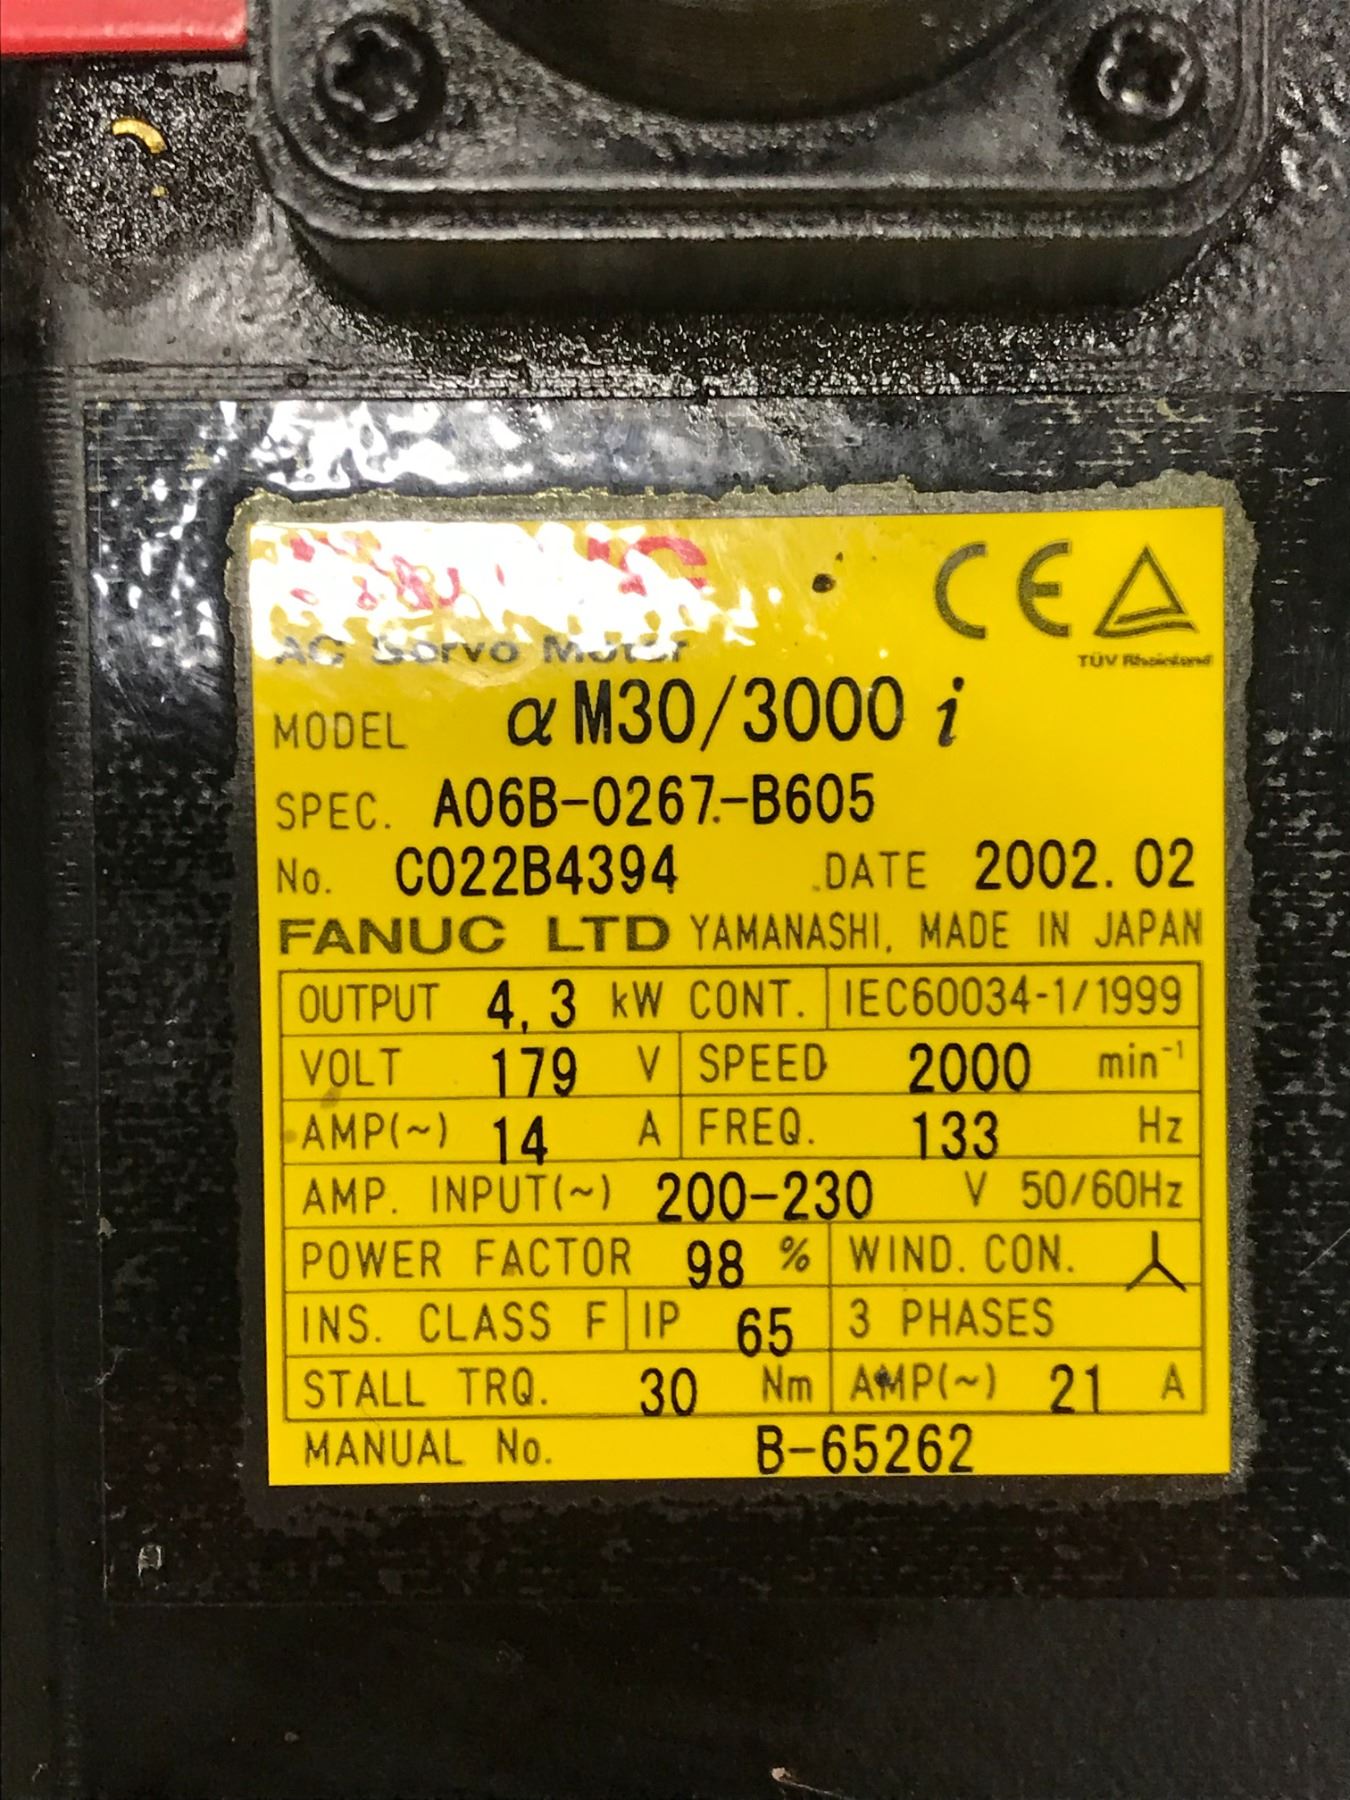 AC Servo Motor
CE
TÜV Rheinland
MODEL α M30/3000 i
SPEC. A06B-0267-B605
No. C022B4394 DATE 2002.02
FANUC LTD YAMANASHI, MADE IN JAPAN
OUTPUT 4.3 kW CONT. IEC60034-1/1999
VOLT 179 V SPEED 2000 min⁻¹
AMP(~) 14 A FREQ. 133 Hz
AMP. INPUT(~) 200-230 V 50/60Hz
POWER FACTOR 98 % WIND. CON.
INS. CLASS F IP 65 3 PHASES
STALL TRQ. 30 Nm AMP(~) 21 A
MANUAL No. B-65262